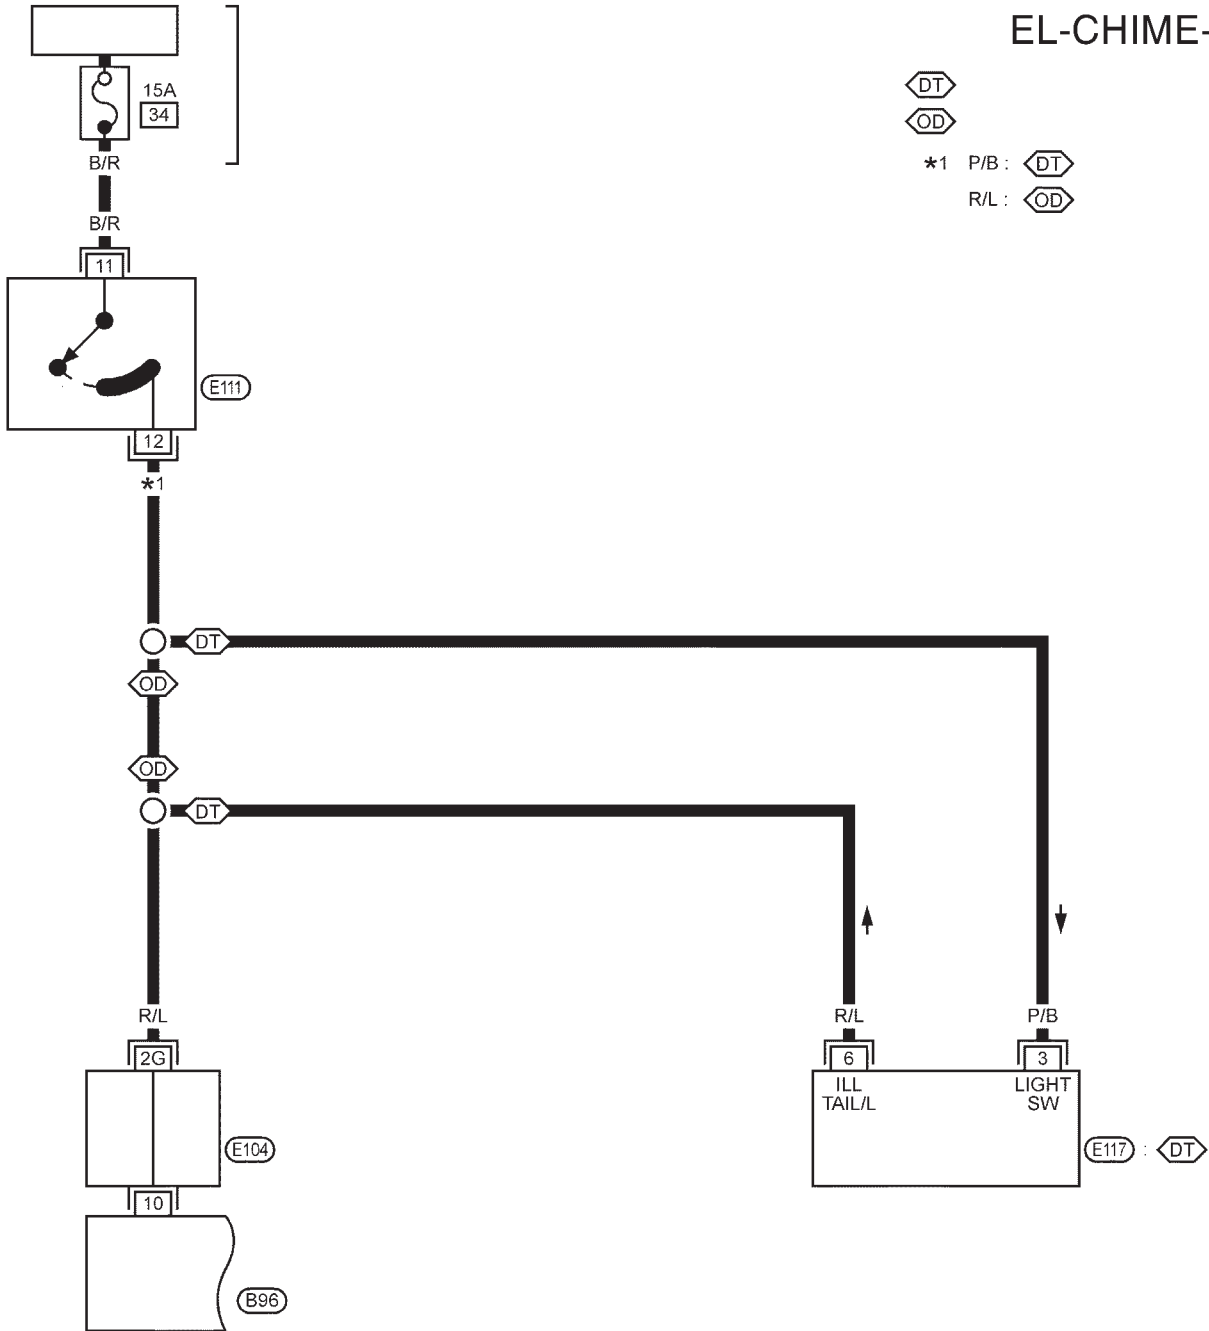 EL-CHIME-
DT
OD
*1 P/B : DT
R/L : OD
15A
34
B/R
B/R
11
E111
12
*1
DT
OD
OD
DT
R/L
R/L
P/B
2G
6
3
ILL
TAIL/L
LIGHT
SW
E104
E117 : DT
10
B96